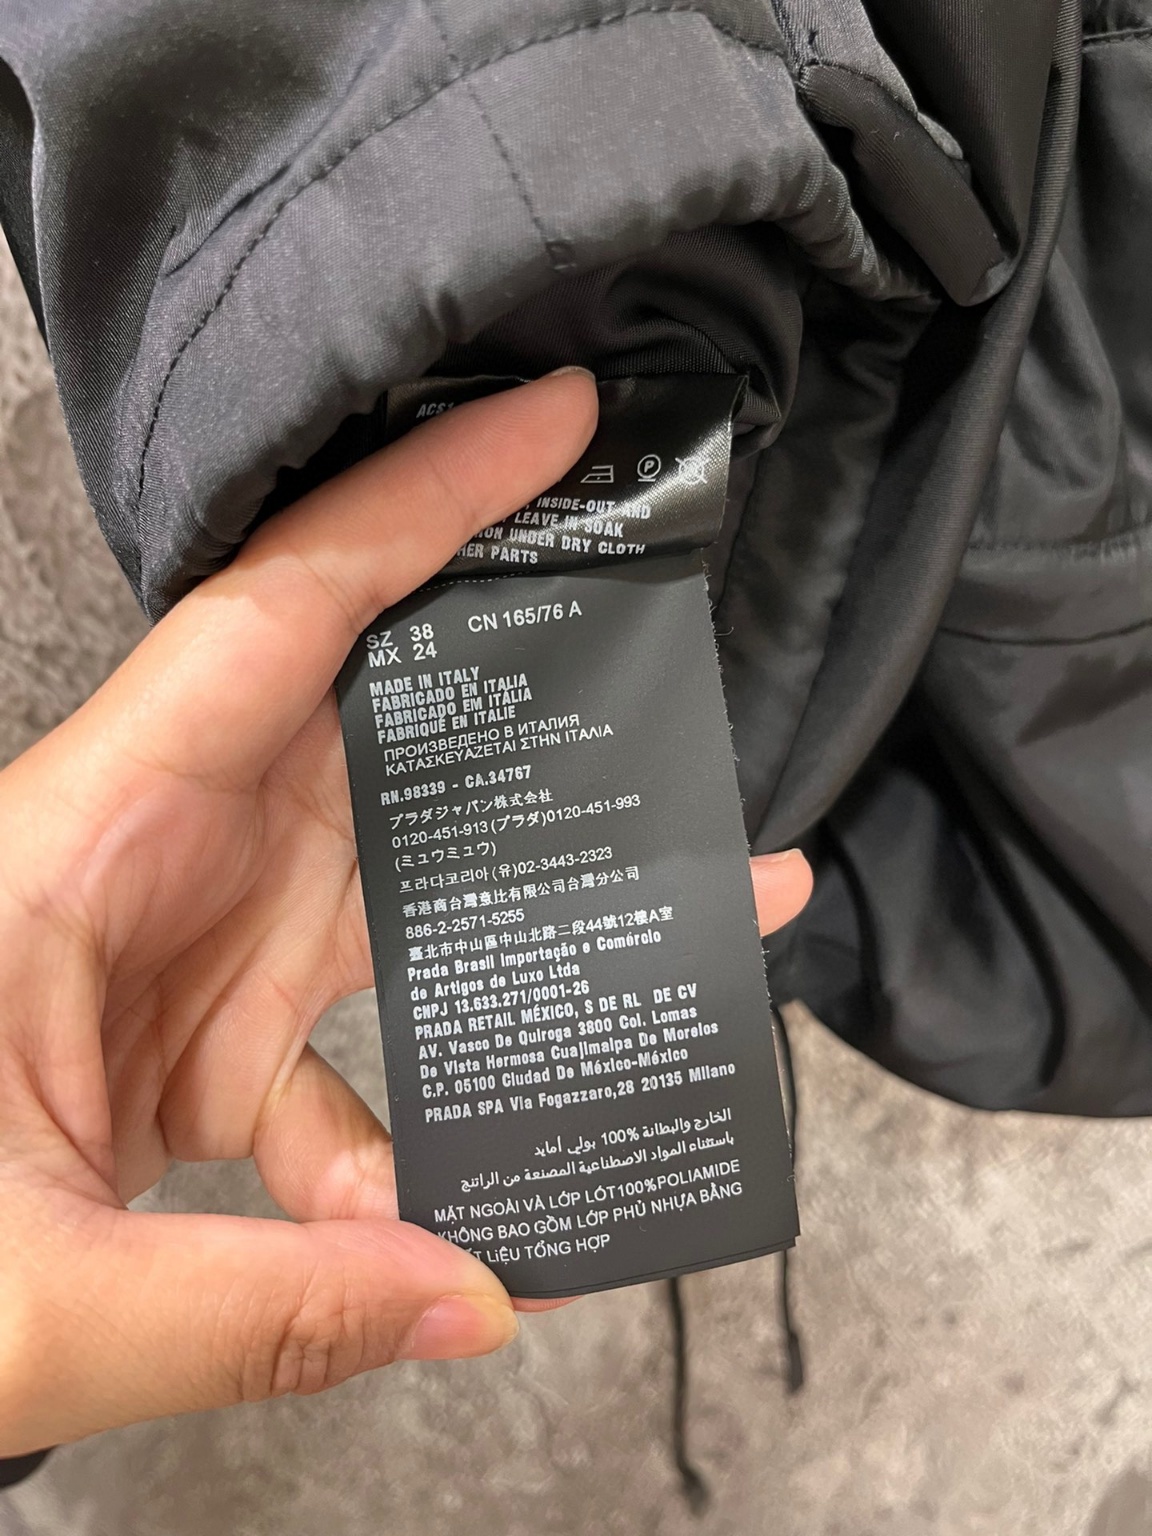 INSIDE-OUT AND
LEAVE IN SOAK
UNDER DRY CLOTH
PARTS
SZ 38 CN 165/76 A
MX 24
MADE IN ITALY
FABRICADO EN ITALIA
FABRICADO EM ITÁLIA
FABRIQUÉ EN ITALIE
ПРОИЗВЕДЕНО В ИТАЛИЯ
ΚΑΤΑΣΚΕΥΑΖΕΤΑΙ ΣΤΗΝ ΙΤΑΛΙΑ
RN.98339 - CA.34767
プラダジャパン株式会社
0120-451-913(プラダ)0120-451-993
(ミュウミュウ)
프라다코리아(유)02-3443-2323
香港商台灣意比有限公司台灣分公司
886-2-2571-5255
臺北市中山區中山北路二段44號12樓A室
Prada Brasil Importação e Comércio
de Artigos de Luxo Ltda
CNPJ 13.633.271/0001-26
PRADA RETAIL MÉXICO, S DE RL DE CV
AV. Vasco De Quiroga 3800 Col. Lomas
De Vista Hermosa Cuajimalpa De Morelos
C.P. 05100 Ciudad De México-México
PRADA SPA Via Fogazzaro,28 20135 Milano
الخارج والبطانة 100% بولي أمايد
باستثناء المواد الاصطناعية المصنعة من الراتنج
MẶT NGOÀI VÀ LỚP LÓT100%POLIAMIDE
KHÔNG BAO GỒM LỚP PHỦ NHỰA BẰNG
LIỆU TỔNG HỢP